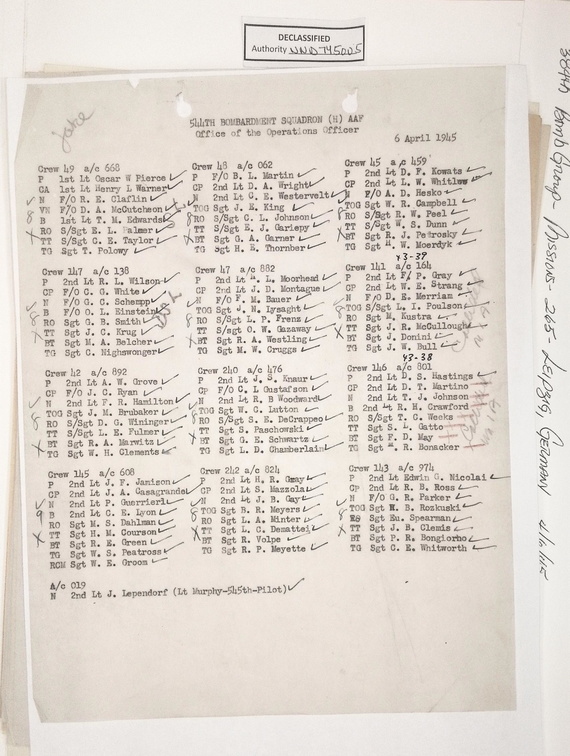 DECLASSIFIED
Authority NND 745005
544TH BOMBARDMENT SQUADRON (H) AAF
Office of the Operations Officer
6 April 1945
Crew 49 a/c 668
P 1st Lt Oscar W Pierce
CA 1st Lt Henry L Warner
N F/O R. E. Claflin
VN F/O D. A. McCutcheon
B 1st Lt T. M. Edwards
RO S/Sgt E. L. Palmer
TT S/Sgt C. E. Taylor
TG Sgt T. Polowy
Crew 48 a/c 062
P F/O B. L. Martin
CP 2nd Lt D. A. Wright
N 2nd Lt C. E. Westervelt
TOG Sgt J. E. King
RO S/Sgt C. L. Johnson
TT S/Sgt E. J. Gariepy
BT Sgt G. A. Garner
TG Sgt H. E. Thornber
Crew 45 a/c 459
P 2nd Lt D. F. Kowats
CP 2nd Lt L. W. Whitlow
N F/O A. D. Hesko
TOG Sgt W. R. Campbell
RO S/Sgt R. W. Peel
TT S/Sgt W. S. Dunn
BT Sgt R. J. Petrosky
TG Sgt H. W. Moerdyk
43-39
Crew 147 a/c 138
P 2nd Lt R. L. Wilson
CP F/O C. G. White
N F/O G. C. Schempp
B F/O R. L. Einstein
RO Sgt G. B. Smith
TT Sgt J. C. Krug
BT Sgt M. A. Belcher
TG Sgt C. Nighswonger
Crew 47 a/c 882
P 2nd Lt L. Moorhead
CP 2nd Lt J. D. Montague
N F/O F. M. Bauer
TOG Sgt J. N. Lysaght
RO S/Sgt L. P. Frenz
TT S/Sgt O. W. Gazaway
BT Sgt R. A. Westling
TG Sgt M. W. Cruggs
Crew 141 a/c 164
P 2nd Lt F. P. Gray
CP 2nd Lt W. E. Strang
N F/O D. E. Merriam
TOG S/Sgt L. I. Poulson
RO Sgt M. Kustra
TT Sgt J. R. McCullough
BT Sgt J. Donini
TG Sgt J. W. Bull
43-38
Crew 42 a/c 892
P 2nd Lt A. W. Grove
CP F/O J. C. Ryan
N 2nd Lt F. R. Hamilton
TOG Sgt J. M. Brubaker
RO S/Sgt D. G. Wininger
TT S/Sgt L. E. Fulmer
BT Sgt R. A. Marwitz
TG Sgt W. H. Clements
Crew 240 a/c 476
P 2nd Lt J. S. Knaur
CP F/O C. L Gustafson
N 2nd Lt R. B Woodward
TOG Sgt W. C. Lutton
RO S/Sgt S. E. DeCrappeo
TT Sgt S. Paschowski
BT Sgt G. E. Schwartz
TG Sgt L. D. Chamberlain
Crew 146 a/c 801
P 2nd Lt D. S. Hastings
CP 2nd Lt D. T. Martino
N 2nd Lt T. J. Johnson
B 2nd Lt R. H. Crawford
RO S/Sgt T. C. Weeks
TT S/Sgt L. Gatto
BT Sgt F. D. May
TG Sgt R. Bonacker
Crew 145 a/c 608
P 2nd Lt J. F. Janison
CP 2nd Lt J. A. Casagrande
N 2nd Lt P. Guerrieri
B 2nd Lt C. E. Lyon
RO Sgt M. S. Dahlman
TT Sgt H. M. Courson
BT Sgt R. E. Green
TG Sgt W. S. Peatross
RCM Sgt W. E. Groom
Crew 242 a/c 824
P 2nd Lt H. R. Gmay
CP 2nd Lt S. Mazzola
N 2nd Lt J. B. Gay
TOG Sgt B. R. Meyers
RO Sgt L. A. Minter
TT Sgt L. C. Demattei
BT Sgt R. Volpe
TG Sgt R. P. Meyette
Crew 143 a/c 974
P 2nd Lt Edwin G. Nicolai
CP 2nd Lt R. B. Ross
N F/O G. R. Parker
TOG Sgt W. B. Rozkuski
RO Sgt Eu. Spearman
TT Sgt J. B. Clemis
BT Sgt P. R. Bongiorno
TG Sgt C. E. Whitworth
A/c 019
N 2nd Lt J. Lependorf (Lt Murphy-545th-Pilot)
384th Bomb Group - Missions - 285 - LEIPZIG, GERMANY 4/6/45